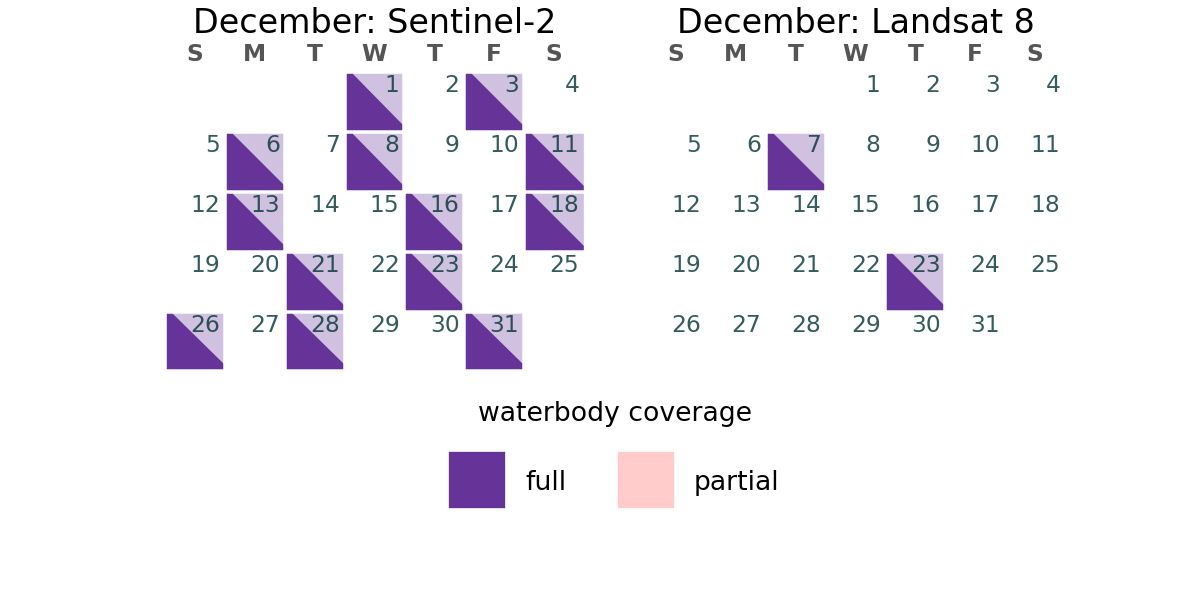 December: Sentinel-2
S M T W T F S
1 2 3 4
5 6 7 8 9 10 11
12 13 14 15 16 17 18
19 20 21 22 23 24 25
26 27 28 29 30 31
December: Landsat 8
S M T W T F S
1 2 3 4
5 6 7 8 9 10 11
12 13 14 15 16 17 18
19 20 21 22 23 24 25
26 27 28 29 30 31
waterbody coverage
full partial